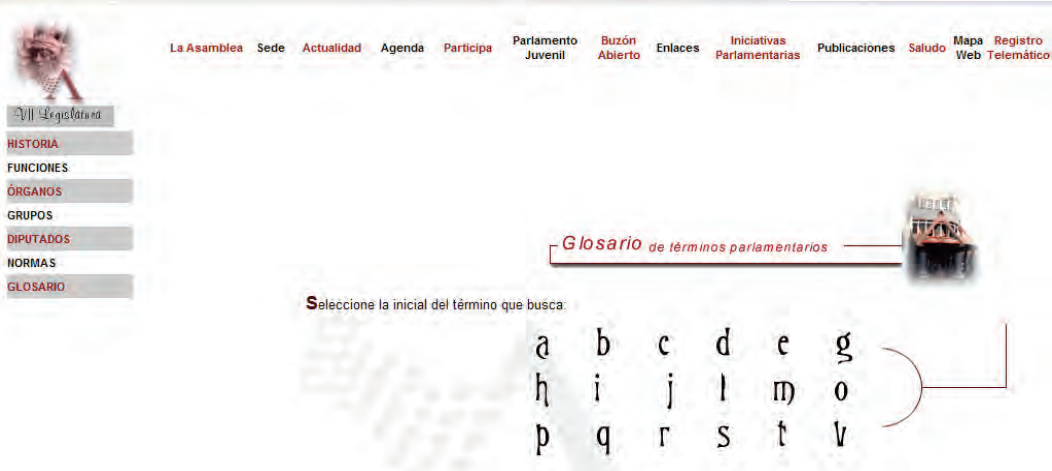 La Asamblea Sede Actualidad Agenda Participa Parlamento Juvenil Buzón Abierto Enlaces Iniciativas Parlamentarias Publicaciones Saludo Mapa Web Registro Telemático
VII Legislatura
HISTORIA
FUNCIONES
ÓRGANOS
GRUPOS
DIPUTADOS
NORMAS
GLOSARIO
Glosario de términos parlamentarios
Seleccione la inicial del término que busca:
a b c d e g
h i j l m o
p q r s t v